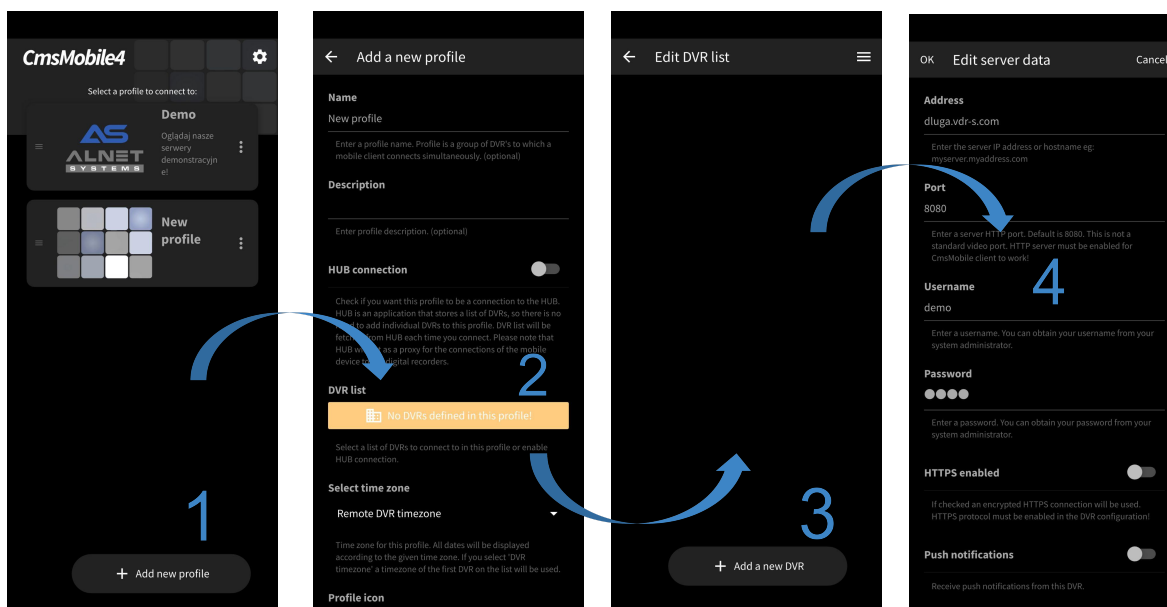 CmsMobile4
Select a profile to connect to:
Demo
Oglądaj nasze
serwery
demonstracyjn
e!
AS
ALNET
SYSTEMS
New
profile
1
+ Add new profile
Add a new profile
Name
New profile
Enter a profile name. Profile is a group of DVR's to which a
mobile client connects simultaneously. (optional)
Description
Enter profile description. (optional)
HUB connection
Check if you want this profile to be a connection to the HUB.
HUB is an application that stores a list of DVRs, so there is no
to add individual DVRs to this profile. DVR list will be
from HUB each time you connect. Please note that
HUB as a proxy for the connections of the mobile
device digital recorders.
2
DVR list
No DVRs defined in this profile!
Select a list of DVRs to connect to in this profile or enable
HUB connection.
Select time zone
Remote DVR timezone
Time zone for this profile. All dates will be displayed
according to the given time zone. If you select 'DVR
timezone' a timezone of the first DVR on the list will be used.
Profile icon
Edit DVR list
3
+ Add a new DVR
OK Edit server data Cancel
Address
dluga.vdr-s.com
Enter the server IP address or hostname eg:
myserver.myaddress.com
Port
8080
Enter a server HTTP port. Default is 8080. This is not a
standard video port. HTTP server must be enabled for
CmsMobile client to work!
4
Username
demo
Enter a username. You can obtain your username from your
system administrator.
Password
Enter a password. You can obtain your password from your
system administrator.
HTTPS enabled
If checked an encrypted HTTPS connection will be used.
HTTPS protocol must be enabled in the DVR configuration!
Push notifications
Receive push notifications from this DVR.